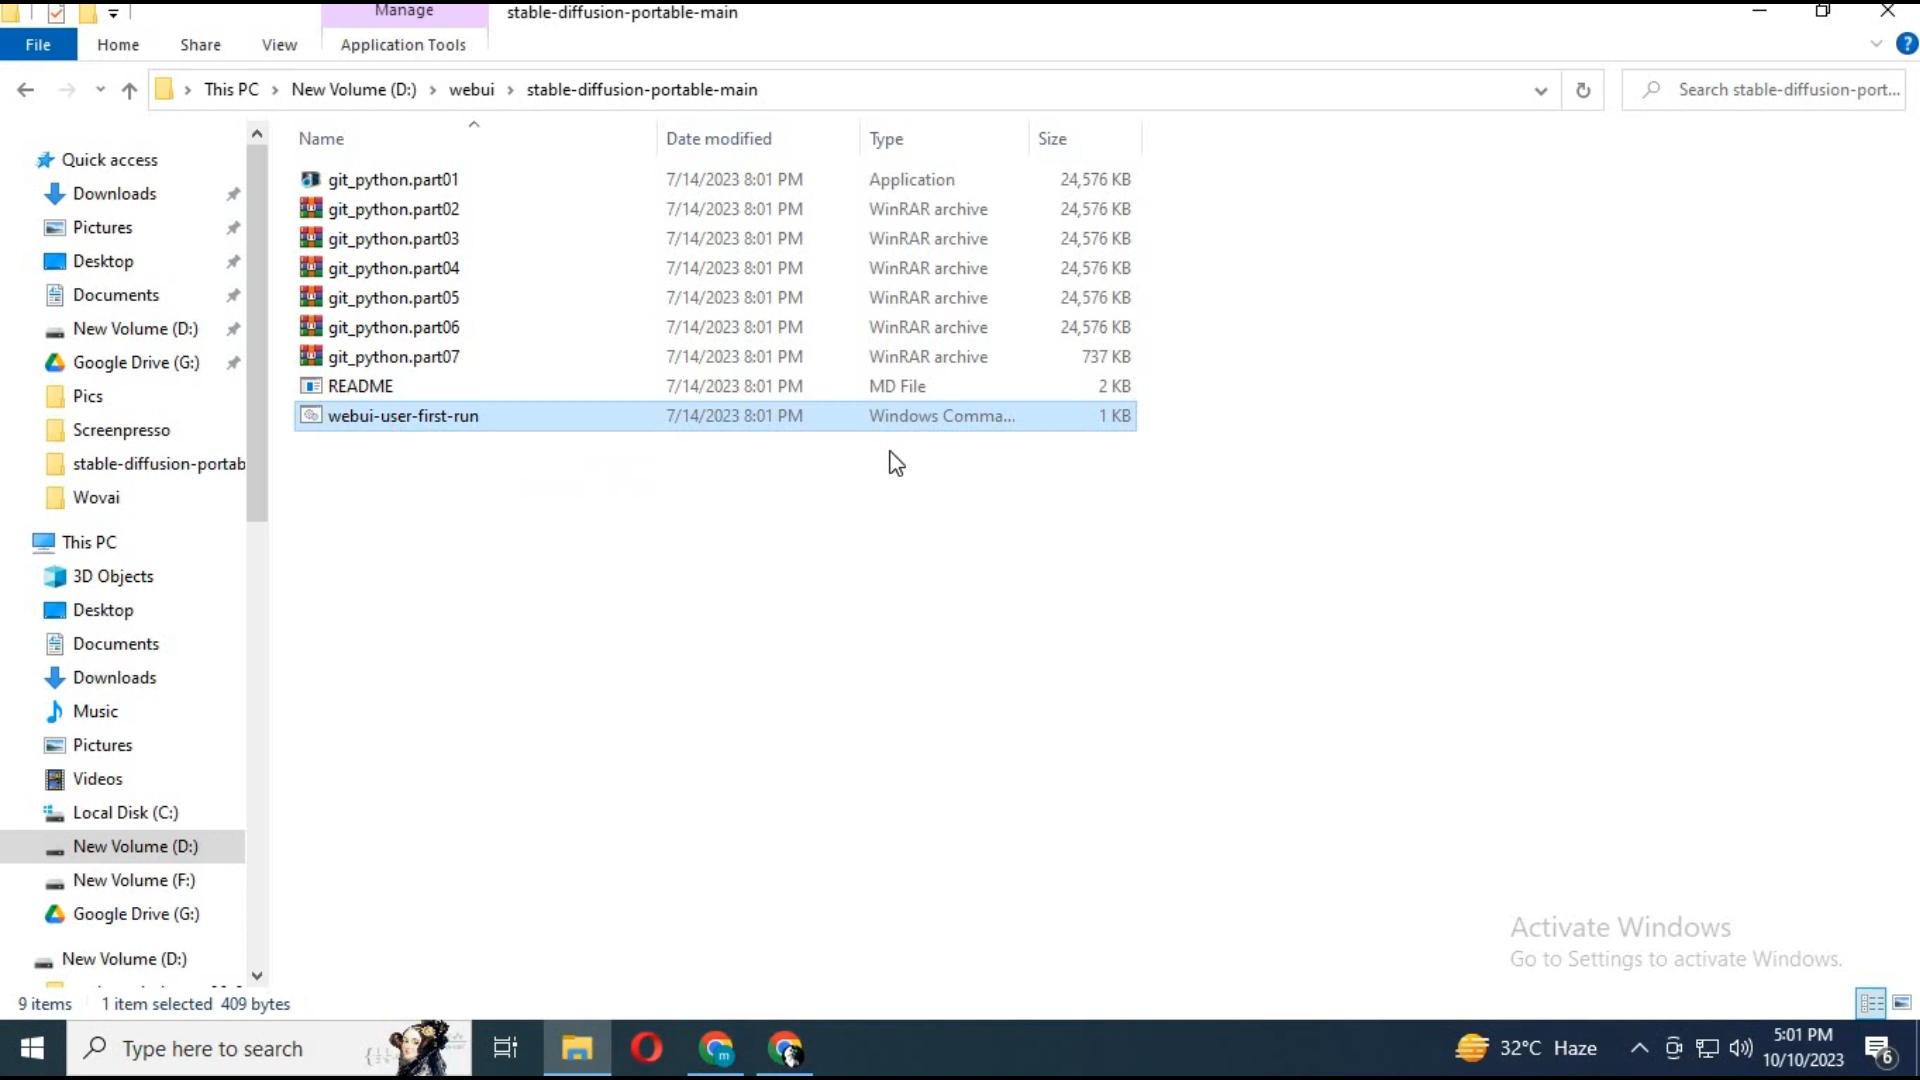 Manage
stable-diffusion-portable-main
File
Home
Share
View
Application Tools
This PC
New Volume (D:)
webui
stable-diffusion-portable-main
Search stable-diffusion-port...
Name
Date modified
Type
Size
git_python.part01 7/14/2023 8:01 PM Application 24,576 KB
git_python.part02 7/14/2023 8:01 PM WinRAR archive 24,576 KB
git_python.part03 7/14/2023 8:01 PM WinRAR archive 24,576 KB
git_python.part04 7/14/2023 8:01 PM WinRAR archive 24,576 KB
git_python.part05 7/14/2023 8:01 PM WinRAR archive 24,576 KB
git_python.part06 7/14/2023 8:01 PM WinRAR archive 24,576 KB
git_python.part07 7/14/2023 8:01 PM WinRAR archive 737 KB
README 7/14/2023 8:01 PM MD File 2 KB
webui-user-first-run 7/14/2023 8:01 PM Windows Comma... 1 KB
Quick access
Downloads
Pictures
Desktop
Documents
New Volume (D:)
Google Drive (G:)
Pics
Screenpresso
stable-diffusion-portab
Wovai
This PC
3D Objects
Desktop
Documents
Downloads
Music
Pictures
Videos
Local Disk (C:)
New Volume (D:)
New Volume (F:)
Google Drive (G:)
New Volume (D:)
Activate Windows
Go to Settings to activate Windows.
9 items
1 item selected 409 bytes
Type here to search
m
32°C Haze
5:01 PM
10/10/2023
6